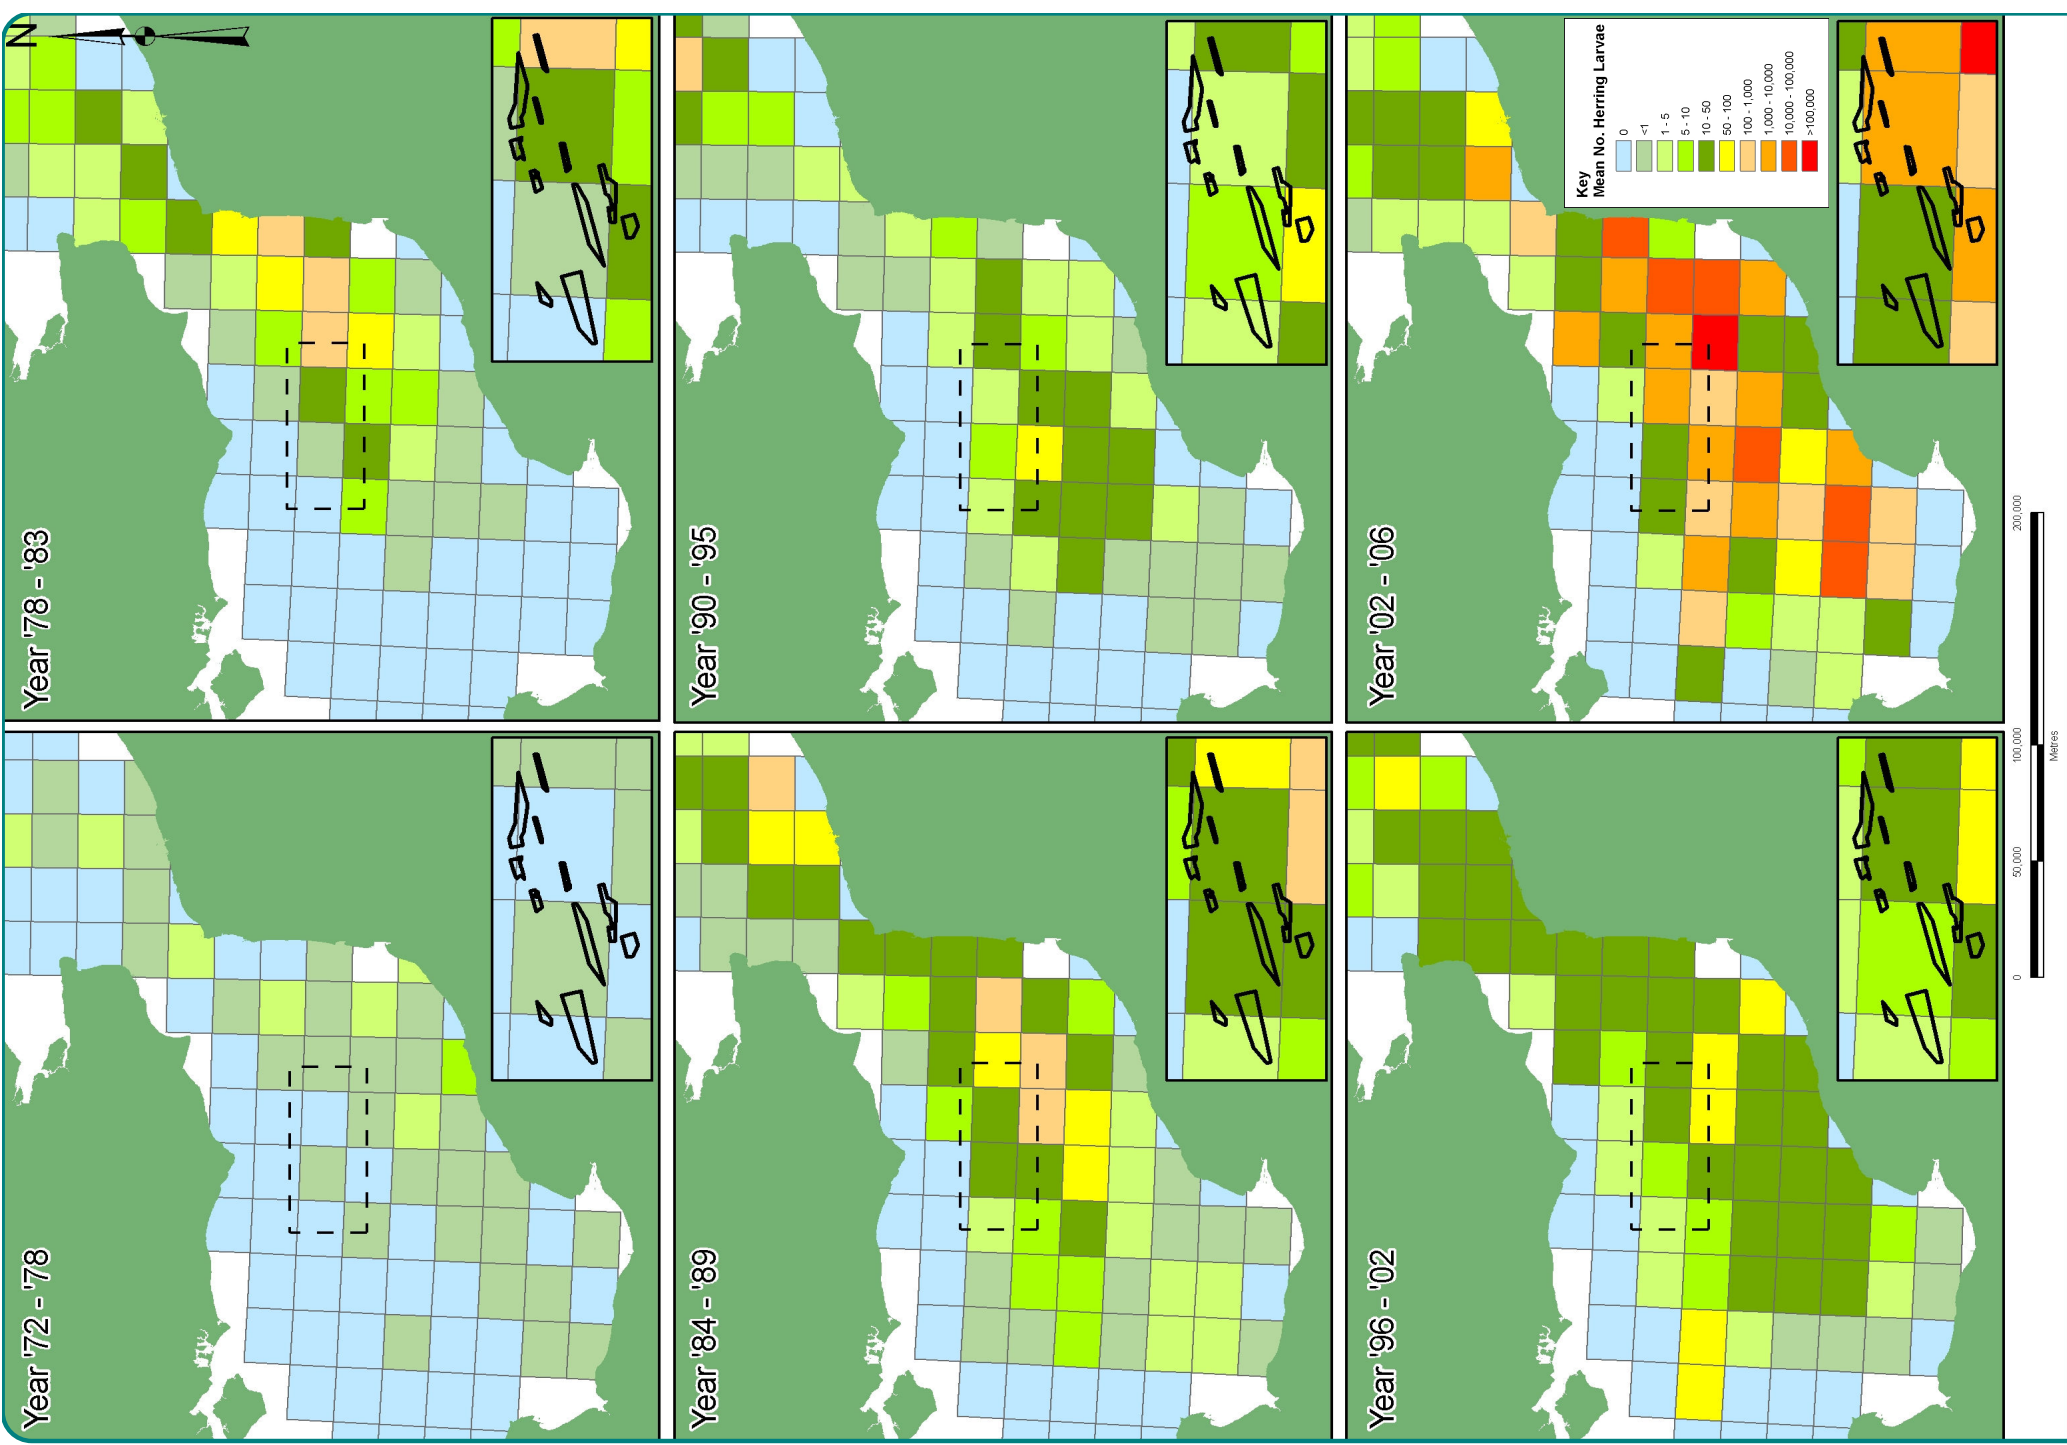 N
Year '72 - '78
Year '78 - '83
Year '84 - '89
Year '90 - '95
Year '96 - '02
Year '02 - '06
Key
Mean No. Herring Larvae
0
<1
1 - 5
5 - 10
10 - 50
50 - 100
100 - 1,000
1,000 - 10,000
10,000 - 100,000
>100,000
0 50,000 100,000 200,000
Metres